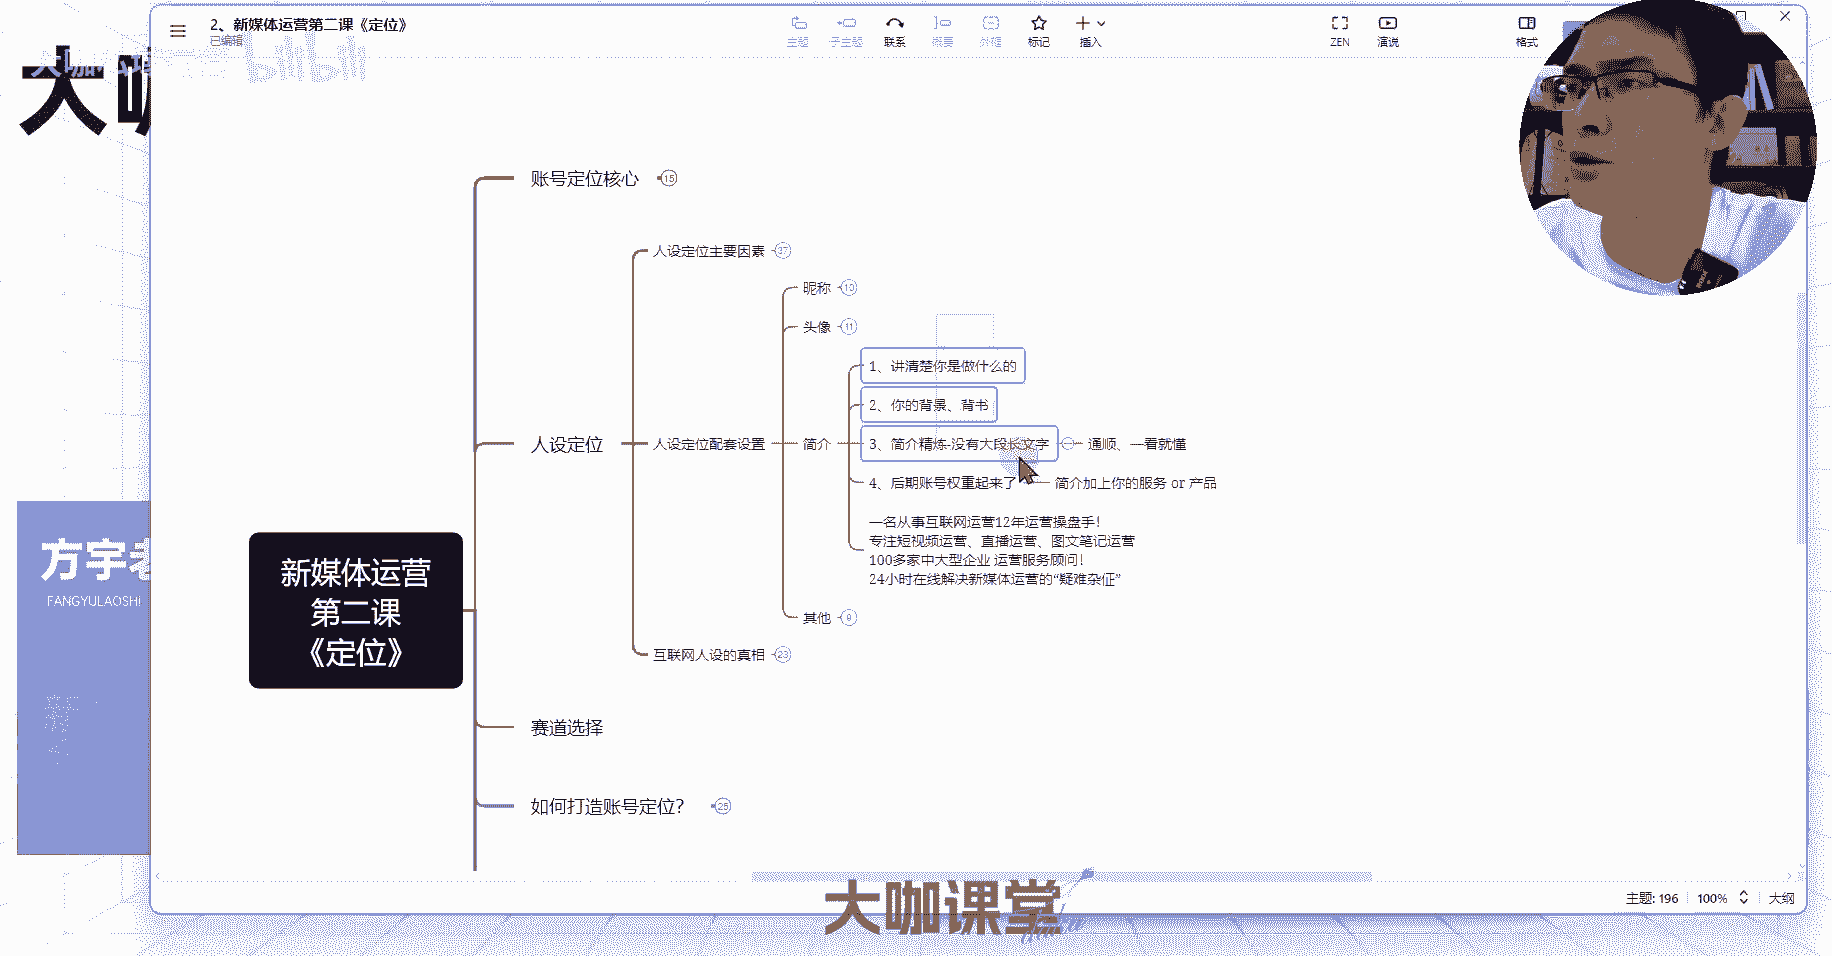 2、新媒体运营第二课《定位》
已编辑
主题
子主题
联系
概要
外框
标记
插入
ZEN
演说
格式
大咖
bilibili
账号定位核心
15
人设定位主要因素
37
昵称
10
头像
11
1、讲清楚你是做什么的
2、你的背景、背书
人设定位
人设定位配套设置
简介
3、简介精炼-没有大段长文字
通顺、一看就懂
4、后期账号权重起来了
简介加上你的服务 or 产品
一名从事互联网运营12年运营操盘手!
专注短视频运营、直播运营、图文笔记运营
100多家中大型企业 运营服务顾问!
24小时在线解决新媒体运营的“疑难杂症”
其他
9
互联网人设的真相
23
新媒体运营
第二课
《定位》
方宇老
FANGYULAOSHI
赛道选择
如何打造账号定位?
25
大咖课堂
主题: 196
100%
大纲